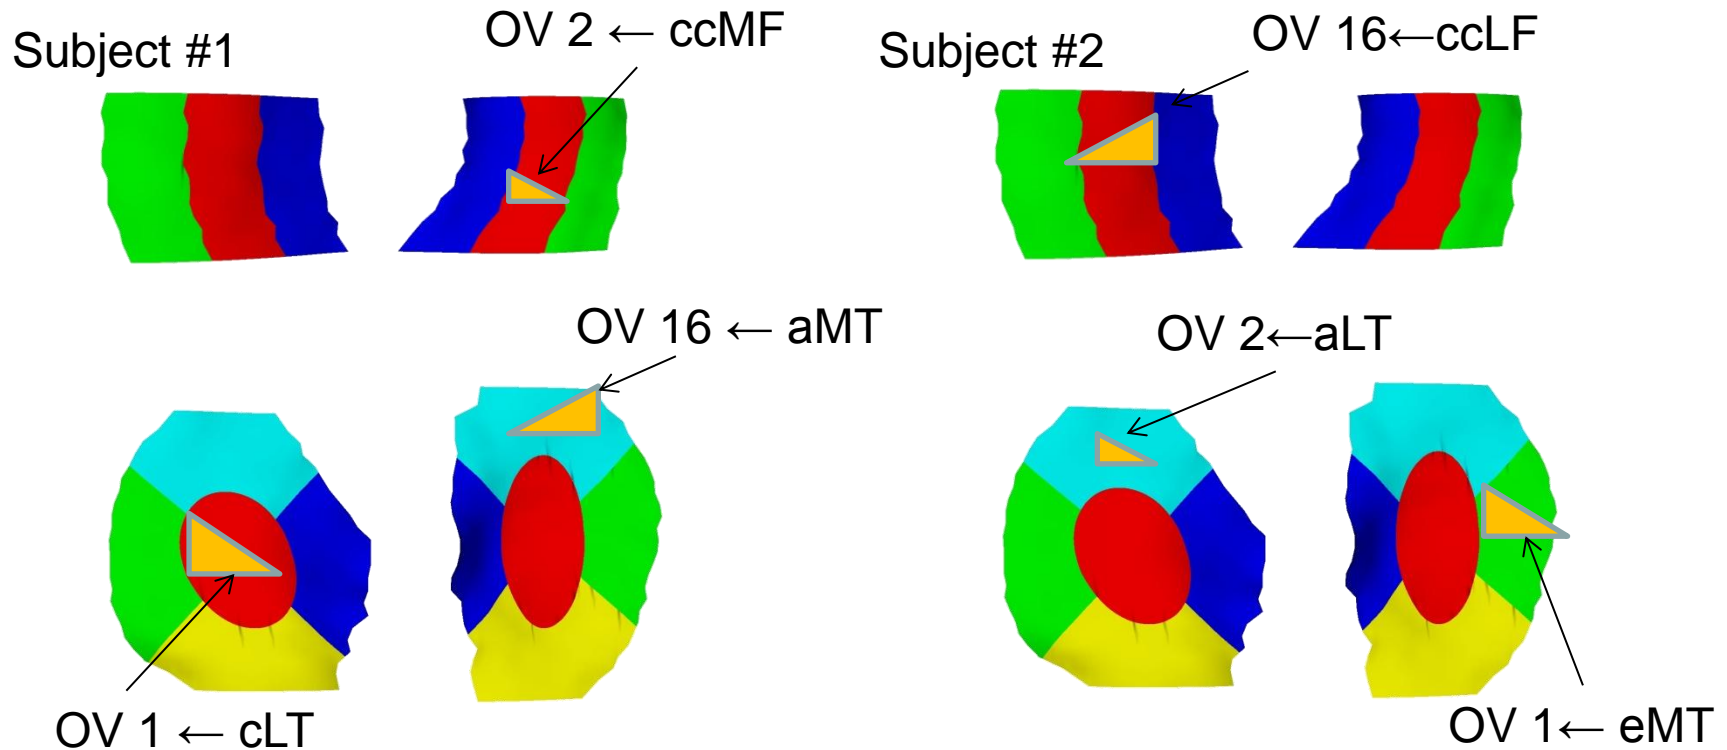 Subject #1
OV 2 ← ccMF
Subject #2
OV 16←ccLF
OV 16 ← aMT
OV 2←aLT
OV 1 ← cLT
OV 1← eMT